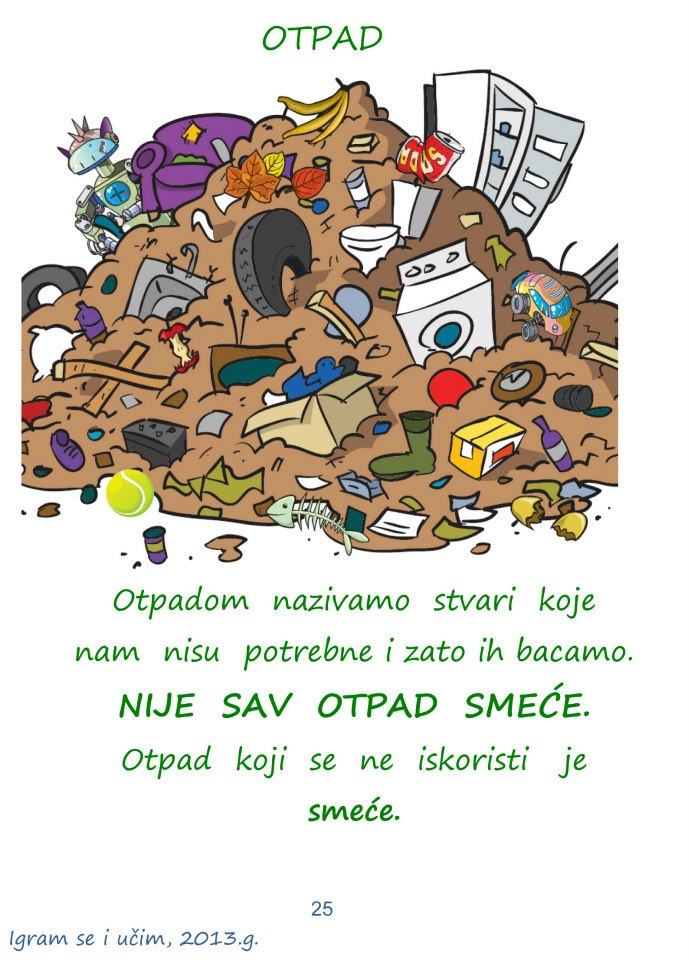 OTPAD
Otpadom nazivamo stvari koje
nam nisu potrebne i zato ih bacamo.
NIJE SAV OTPAD SMEĆE.
Otpad koji se ne iskoristi je
smeće.
25
Igram se i učim, 2013.g.